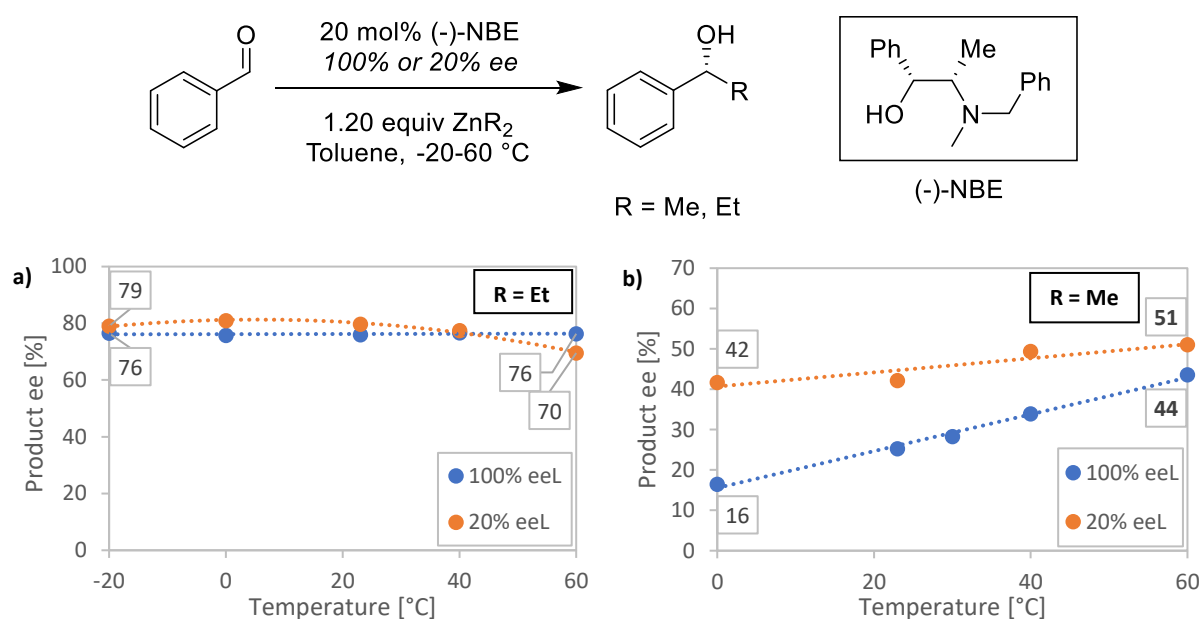 O
20 mol% (-)-NBE
100% or 20% ee
1.20 equiv ZnR₂
Toluene, -20-60 °C
OH
R
R = Me, Et
Ph
Me
HO
N
Ph
(-)-NBE
a)
R = Et
Product ee [%]
100
80
60
40
20
0
79
76
76
70
100% eeL
20% eeL
-20
0
20
40
60
Temperature [°C]
b)
R = Me
Product ee [%]
70
60
50
40
30
20
10
0
42
16
51
44
100% eeL
20% eeL
0
20
40
60
Temperature [°C]